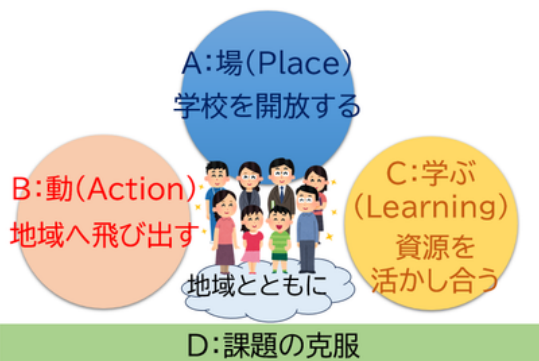 A:場(Place)
学校を開放する
B:動(Action)
地域へ飛び出す
C:学ぶ
(Learning)
資源を
活かし合う
地域とともに
D:課題の克服